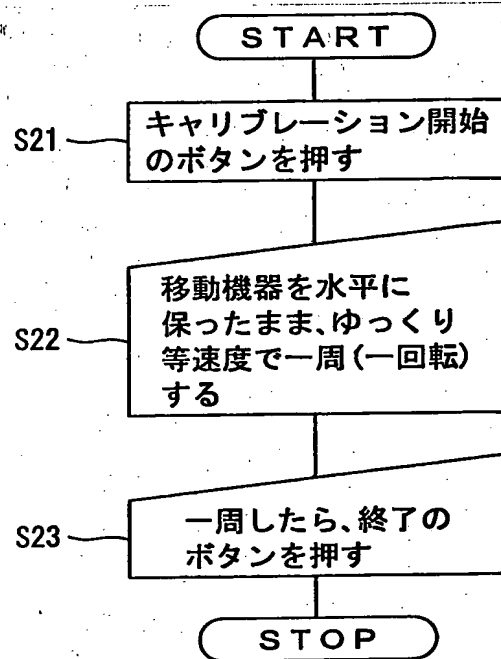 START
S21
キャリブレーション開始
のボタンを押す
S22
移動機器を水平に
保ったまま、ゆっくり
等速度で一周(一回転)
する
S23
一周したら、終了の
ボタンを押す
STOP